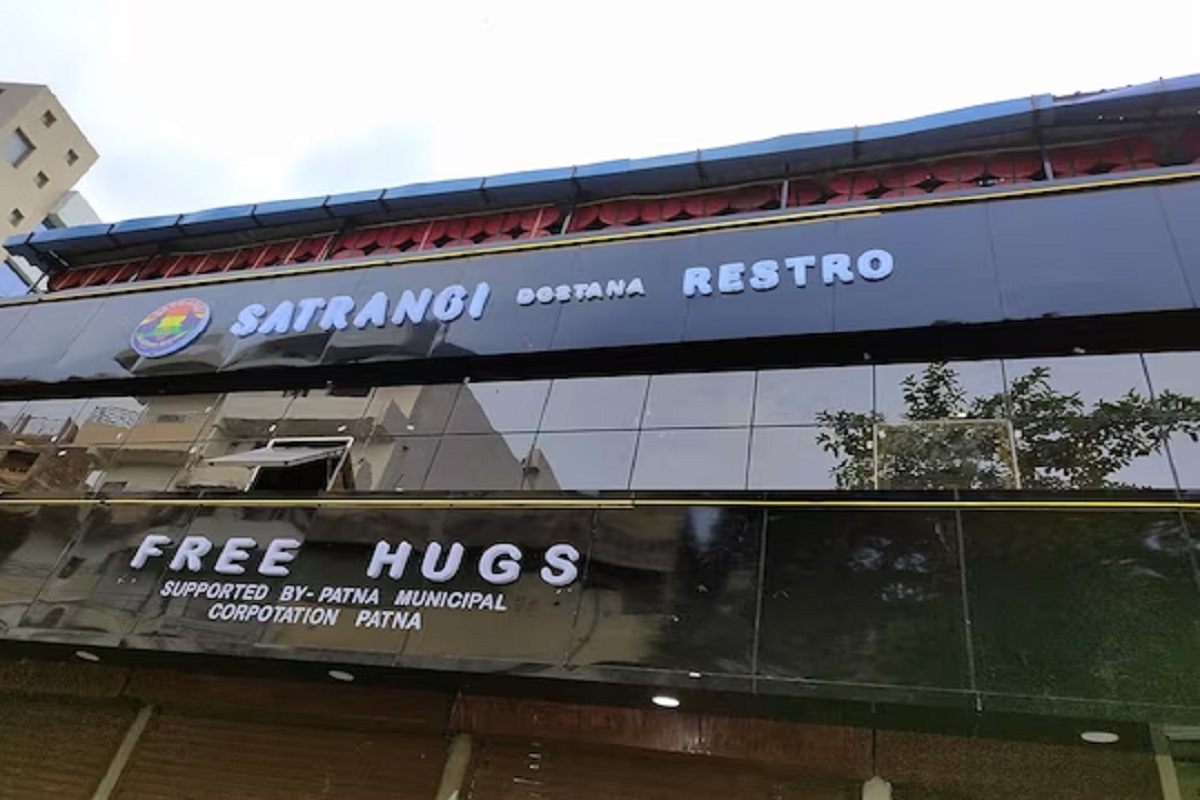 SATRANGI DOSTANA RESTRO
FREE HUGS
SUPPORTED BY- PATNA MUNICIPAL
CORPOTATION PATNA